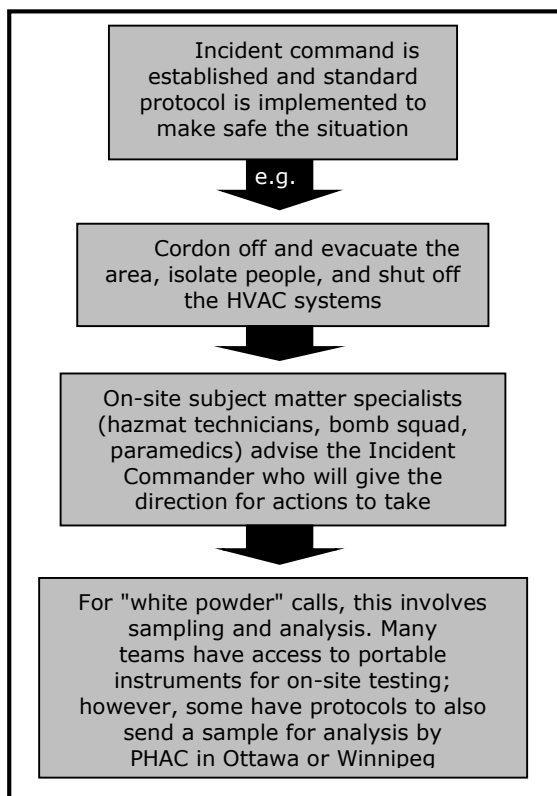 Incident command is
established and standard
protocol is implemented to
make safe the situation
e.g.
Cordon off and evacuate the
area, isolate people, and shut off
the HVAC systems
On-site subject matter specialists
(hazmat technicians, bomb squad,
paramedics) advise the Incident
Commander who will give the
direction for actions to take
For "white powder" calls, this involves
sampling and analysis. Many
teams have access to portable
instruments for on-site testing;
however, some have protocols to also
send a sample for analysis by
PHAC in Ottawa or Winnipeg